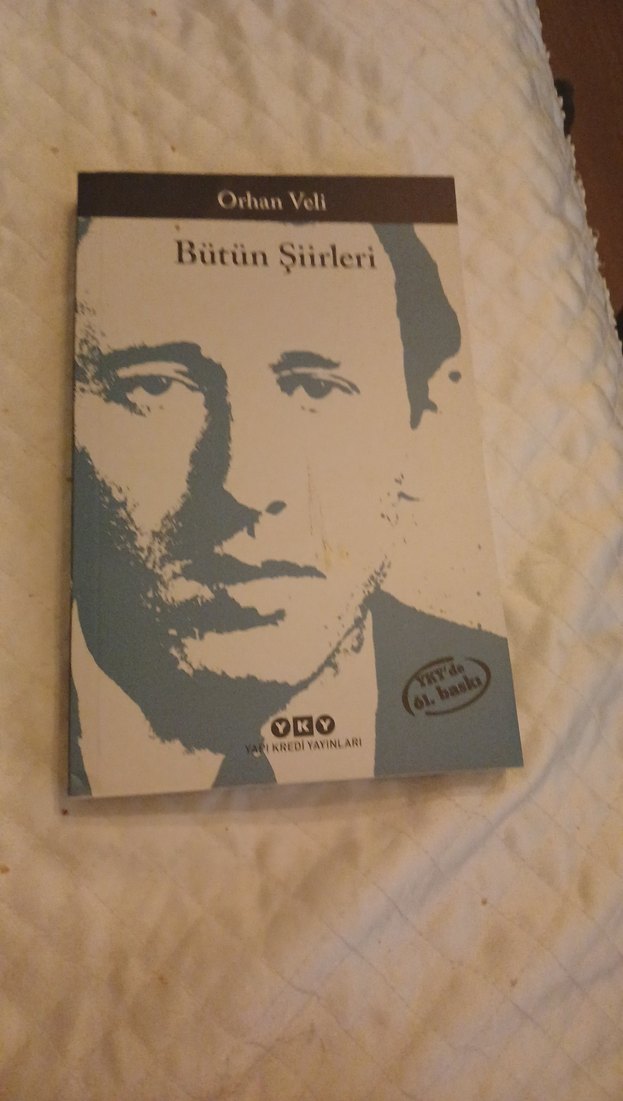 Orhan Veli
Bütün Şiirleri
YKY'de
61. baskı
YKY
YAPI KREDİ YAYINLARI